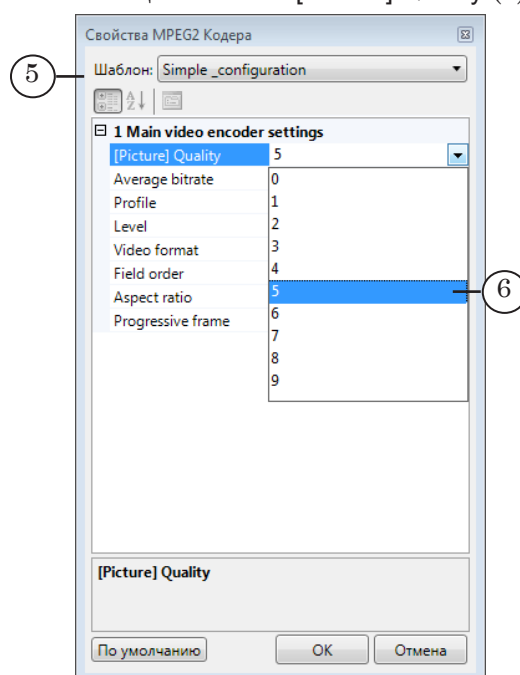 Свойства MPEG2 Кодера
5
Шаблон: Simple _configuration
1 Main video encoder settings
[Picture] Quality 5
Average bitrate 0
Profile 1
Level 2
Video format 3
Field order 4
Aspect ratio 5
6
Progressive frame 6
7
8
9
[Picture] Quality
По умолчанию OK Отмена